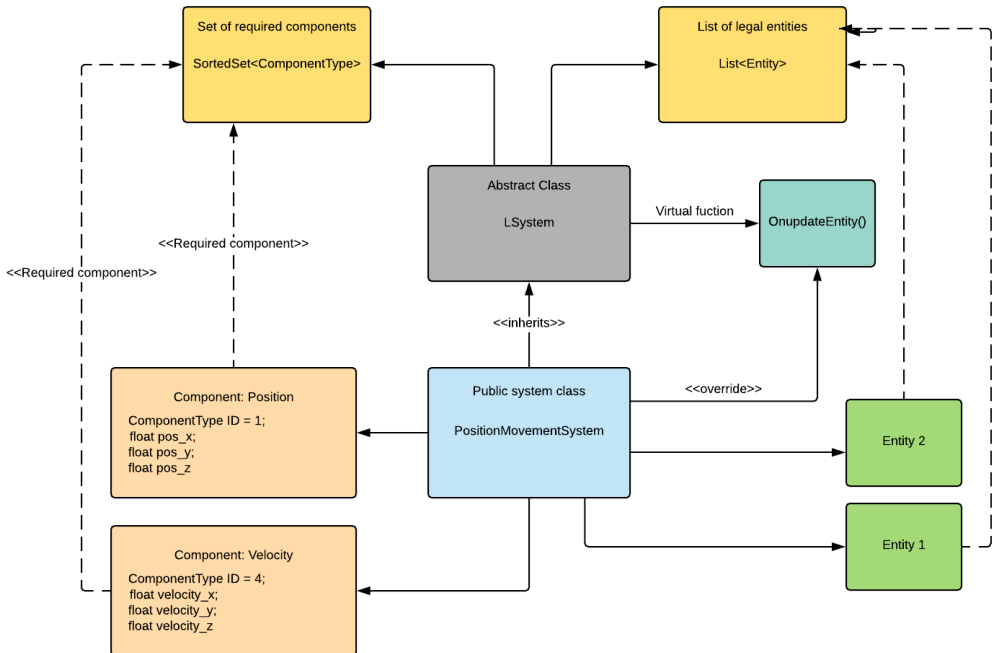 Set of required components
SortedSet<ComponentType>
List of legal entities
List<Entity>
Abstract Class
LSystem
Virtual fuction
OnupdateEntity()
<<Required component>>
<<Required component>>
<<inherits>>
Component: Position
ComponentType ID = 1;
float pos_x;
float pos_y;
float pos_z
Public system class
PositionMovementSystem
<<override>>
Entity 2
Entity 1
Component: Velocity
ComponentType ID = 4;
float velocity_x;
float velocity_y;
float velocity_z